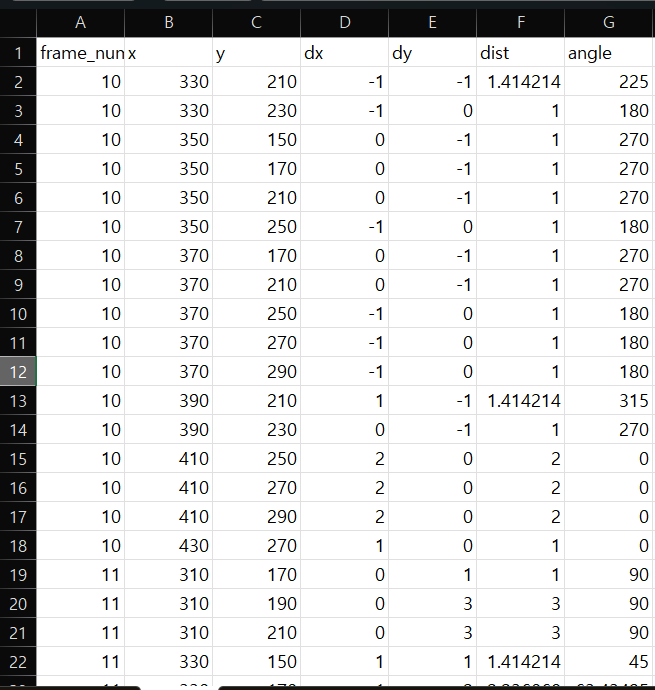 A B C D E F G
1 frame_nun x y dx dy dist angle
2 10 330 210 -1 -1 1.414214 225
3 10 330 230 -1 0 1 180
4 10 350 150 0 -1 1 270
5 10 350 170 0 -1 1 270
6 10 350 210 0 -1 1 270
7 10 350 250 -1 0 1 180
8 10 370 170 0 -1 1 270
9 10 370 210 0 -1 1 270
10 10 370 250 -1 0 1 180
11 10 370 270 -1 0 1 180
12 10 370 290 -1 0 1 180
13 10 390 210 1 -1 1.414214 315
14 10 390 230 0 -1 1 270
15 10 410 250 2 0 2 0
16 10 410 270 2 0 2 0
17 10 410 290 2 0 2 0
18 10 430 270 1 0 1 0
19 11 310 170 0 1 1 90
20 11 310 190 0 3 3 90
21 11 310 210 0 3 3 90
22 11 330 150 1 1 1.414214 45